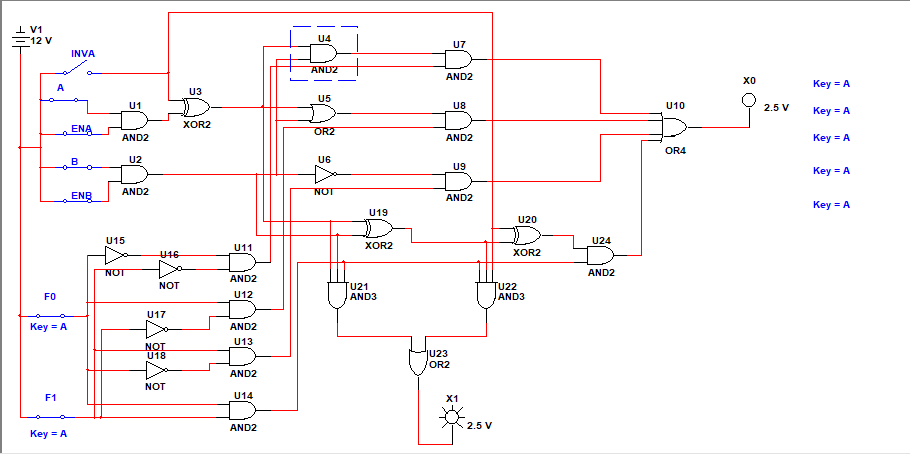 V1
12 V
INVA
A
ENA
B
ENB
U1
AND2
U2
AND2
U3
XOR2
U4
AND2
U5
OR2
U6
NOT
U7
AND2
U8
AND2
U9
AND2
U10
OR4
X0
2.5 V
Key = A
Key = A
Key = A
Key = A
Key = A
U19
XOR2
U20
XOR2
U24
AND2
U15
NOT
U16
NOT
U11
AND2
U12
AND2
U17
NOT
U18
NOT
U13
AND2
U14
AND2
F0
Key = A
F1
Key = A
U21
AND3
U22
AND3
U23
OR2
X1
2.5 V